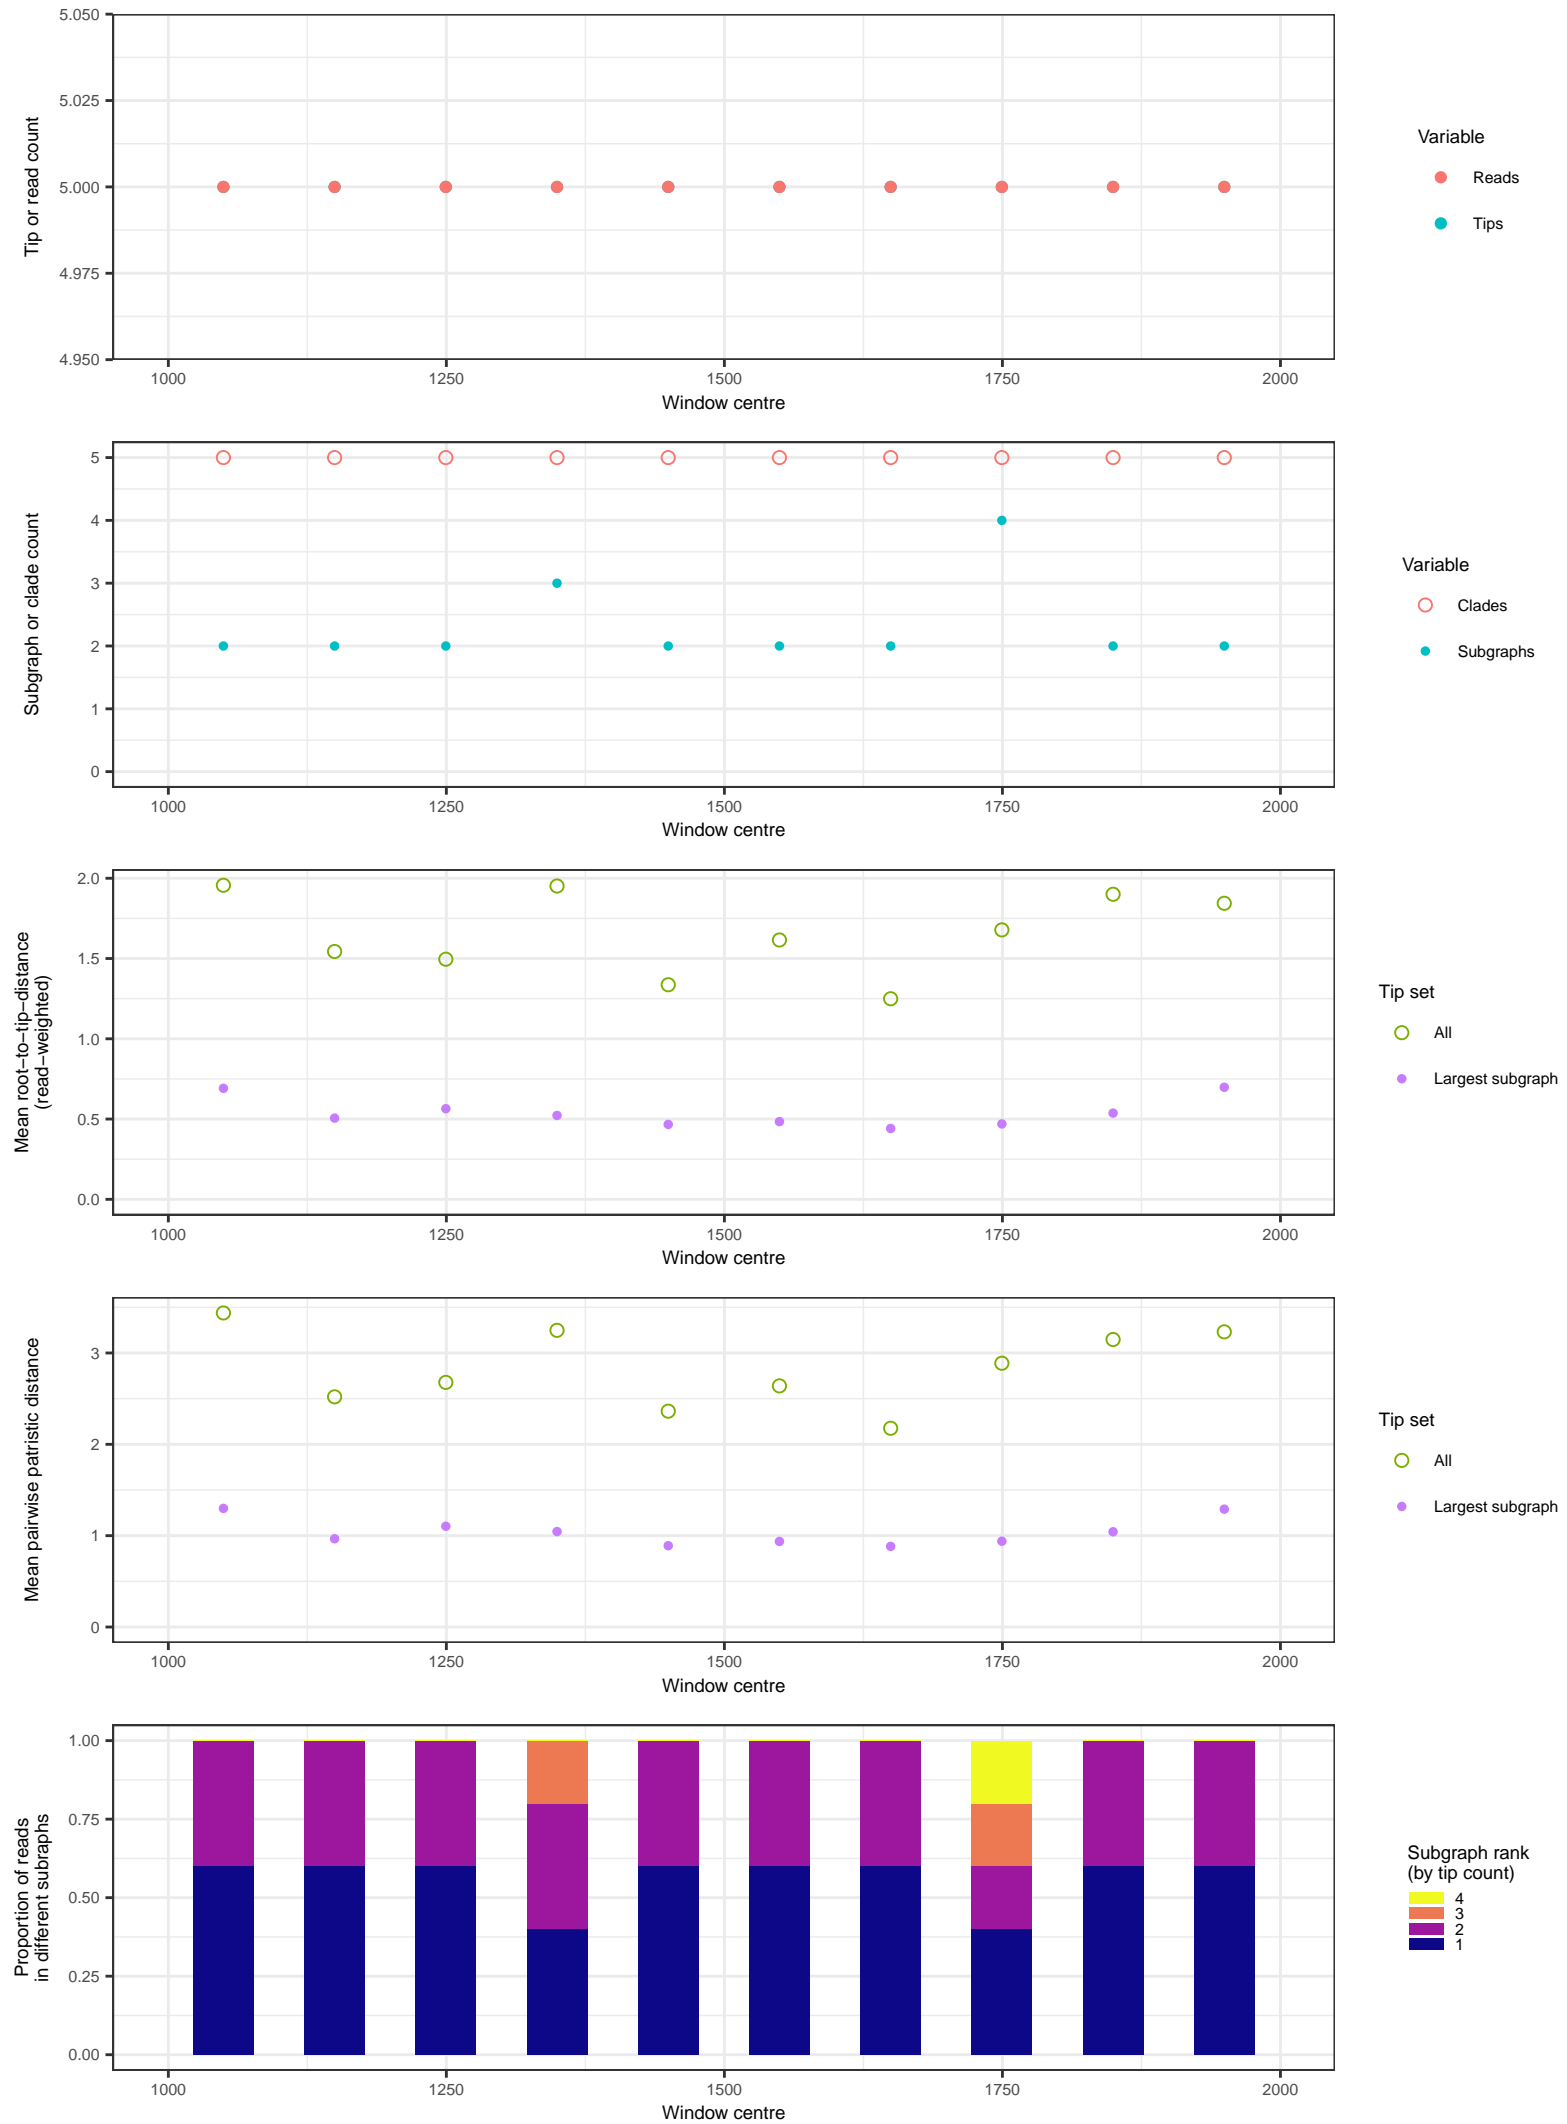 5.050
5.025
5.000
4.975
4.950
Tip or read count
1000 1250 1500 1750 2000
Window centre
Variable
Reads
Tips
5
4
3
2
1
0
Subgraph or clade count
1000 1250 1500 1750 2000
Window centre
Variable
Clades
Subgraphs
2.0
1.5
1.0
0.5
0.0
Mean root−to−tip−distance
(read−weighted)
1000 1250 1500 1750 2000
Window centre
Tip set
All
Largest subgraph
3
2
1
0
Mean pairwise patristic distance
1000 1250 1500 1750 2000
Window centre
Tip set
All
Largest subgraph
1.00
0.75
0.50
0.25
0.00
Proportion of reads
in different subraphs
1000 1250 1500 1750 2000
Window centre
Subgraph rank
(by tip count)
4
3
2
1